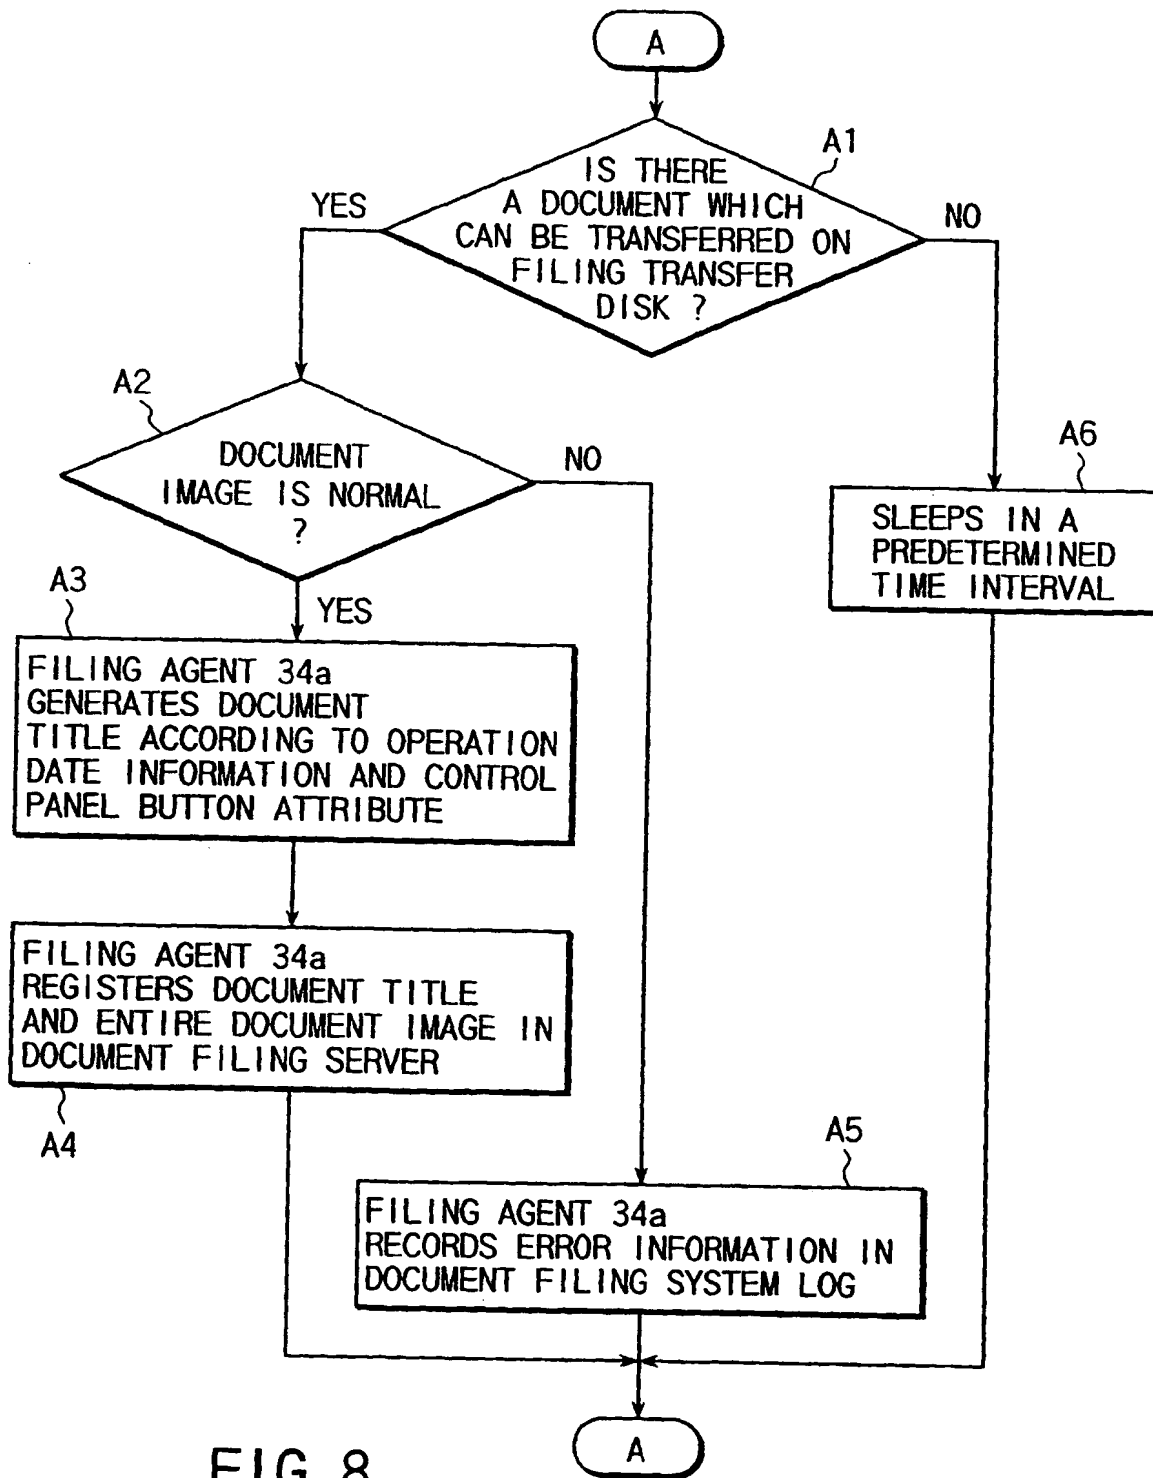 A
A1
IS THERE
A DOCUMENT WHICH
CAN BE TRANSFERRED ON
FILING TRANSFER
DISK ?
YES
NO
A2
DOCUMENT
IMAGE IS NORMAL
?
NO
A6
SLEEPS IN A
PREDETERMINED
TIME INTERVAL
A3
YES
FILING AGENT 34a
GENERATES DOCUMENT
TITLE ACCORDING TO OPERATION
DATE INFORMATION AND CONTROL
PANEL BUTTON ATTRIBUTE
FILING AGENT 34a
REGISTERS DOCUMENT TITLE
AND ENTIRE DOCUMENT IMAGE IN
DOCUMENT FILING SERVER
A4
A5
FILING AGENT 34a
RECORDS ERROR INFORMATION IN
DOCUMENT FILING SYSTEM LOG
A
FIG. 8